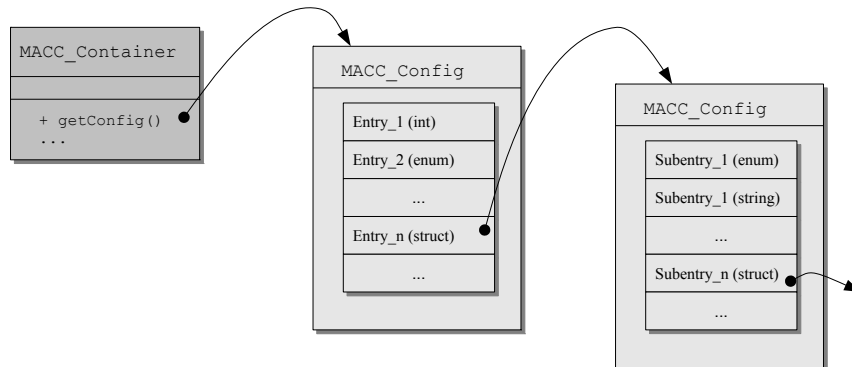 MACC_Container
+ getConfig()
...
MACC_Config
Entry_1 (int)
Entry_2 (enum)
...
Entry_n (struct)
...
MACC_Config
Subentry_1 (enum)
Subentry_1 (string)
...
Subentry_n (struct)
...